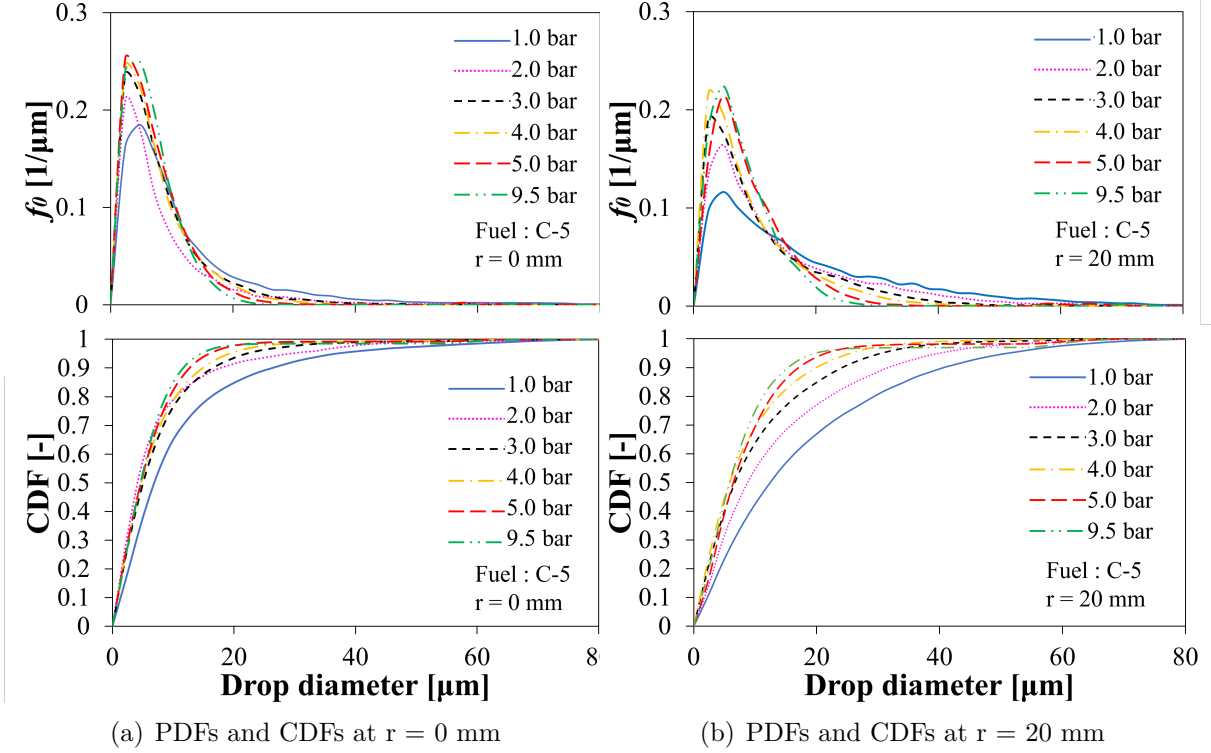 0.3
0.2
0.1
0
f0 [1/μm]
1.0 bar
2.0 bar
3.0 bar
4.0 bar
5.0 bar
9.5 bar
Fuel : C-5
r = 0 mm
0.3
0.2
0.1
0
f0 [1/μm]
1.0 bar
2.0 bar
3.0 bar
4.0 bar
5.0 bar
9.5 bar
Fuel : C-5
r = 20 mm
1
0.9
0.8
0.7
0.6
0.5
0.4
0.3
0.2
0.1
0
CDF [-]
1.0 bar
2.0 bar
3.0 bar
4.0 bar
5.0 bar
9.5 bar
Fuel : C-5
r = 0 mm
0 20 40 60 8
Drop diameter [μm]
1
0.9
0.8
0.7
0.6
0.5
0.4
0.3
0.2
0.1
0
CDF [-]
1.0 bar
2.0 bar
3.0 bar
4.0 bar
5.0 bar
9.5 bar
Fuel : C-5
r = 20 mm
0 20 40 60 80
Drop diameter [μm]
(a) PDFs and CDFs at r = 0 mm
(b) PDFs and CDFs at r = 20 mm